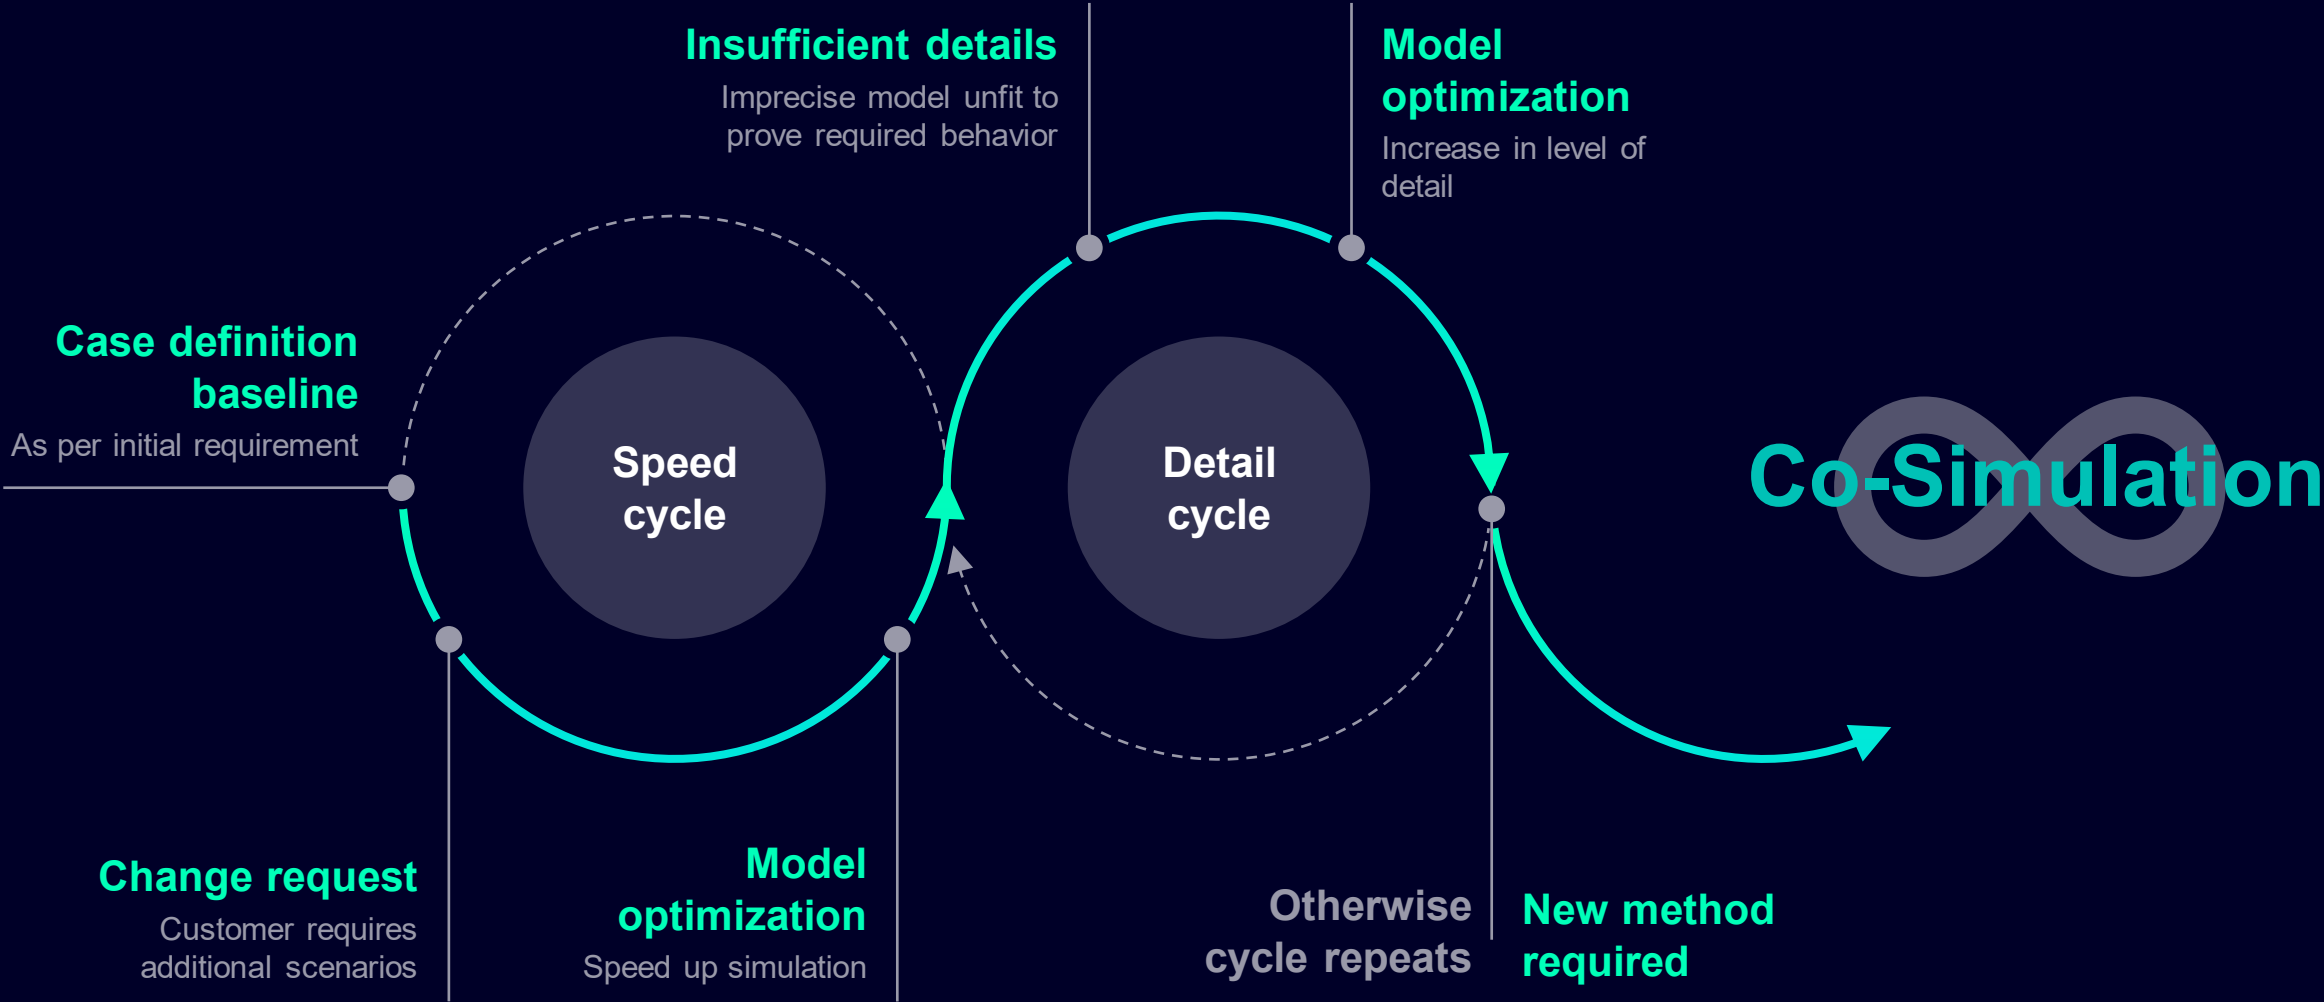 Case definition
baseline
As per initial requirement
Change request
Customer requires
additional scenarios
Speed
cycle
Model
optimization
Speed up simulation
Insufficient details
Imprecise model unfit to
prove required behavior
Detail
cycle
Model
optimization
Increase in level of
detail
Otherwise
cycle repeats
New method
required
Co-Simulation